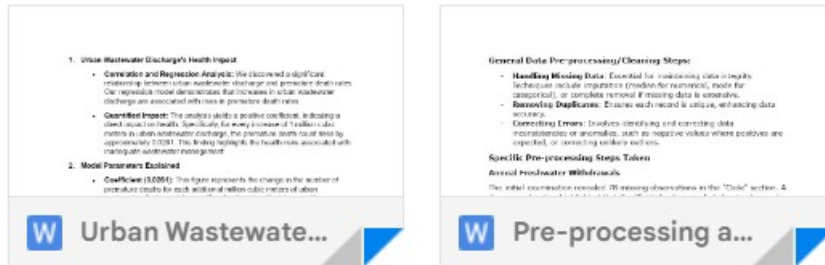 1. Urban Wastewater Discharge's Health Impact
• Correlation and Regression Analysis: We discovered a significant
relationship between urban wastewater discharge and premature death rates.
Our regression model demonstrates that increases in urban wastewater
discharge are associated with rises in premature death rates.
• Quantified Impact: The analysis yields a positive coefficient, indicating a
direct impact on health. Specifically, for every increase of 1 million cubic
meters in urban wastewater discharge, the premature death count rises by
approximately 0.0261. This finding highlights the health risks associated with
inadequate wastewater management.
2. Model Parameters Explained
• Coefficient (0.0261): This figure represents the change in the number of
premature deaths for each additional million cubic meters of urban
W Urban Wastewate...
General Data Pre-processing/Cleaning Steps:
- Handling Missing Data: Essential for maintaining data integrity.
Techniques include imputation (median for numerical, mode for
categorical), or complete removal if missing data is extensive.
- Removing Duplicates: Ensures each record is unique, enhancing data
accuracy.
- Correcting Errors: Involves identifying and correcting data
inconsistencies or anomalies, such as negative values where positives are
expected, or correcting unlikely outliers.
Specific Pre-processing Steps Taken
Annual Freshwater Withdrawals
The initial examination revealed 78 missing observations in the "Code" section. A
W Pre-processing a...